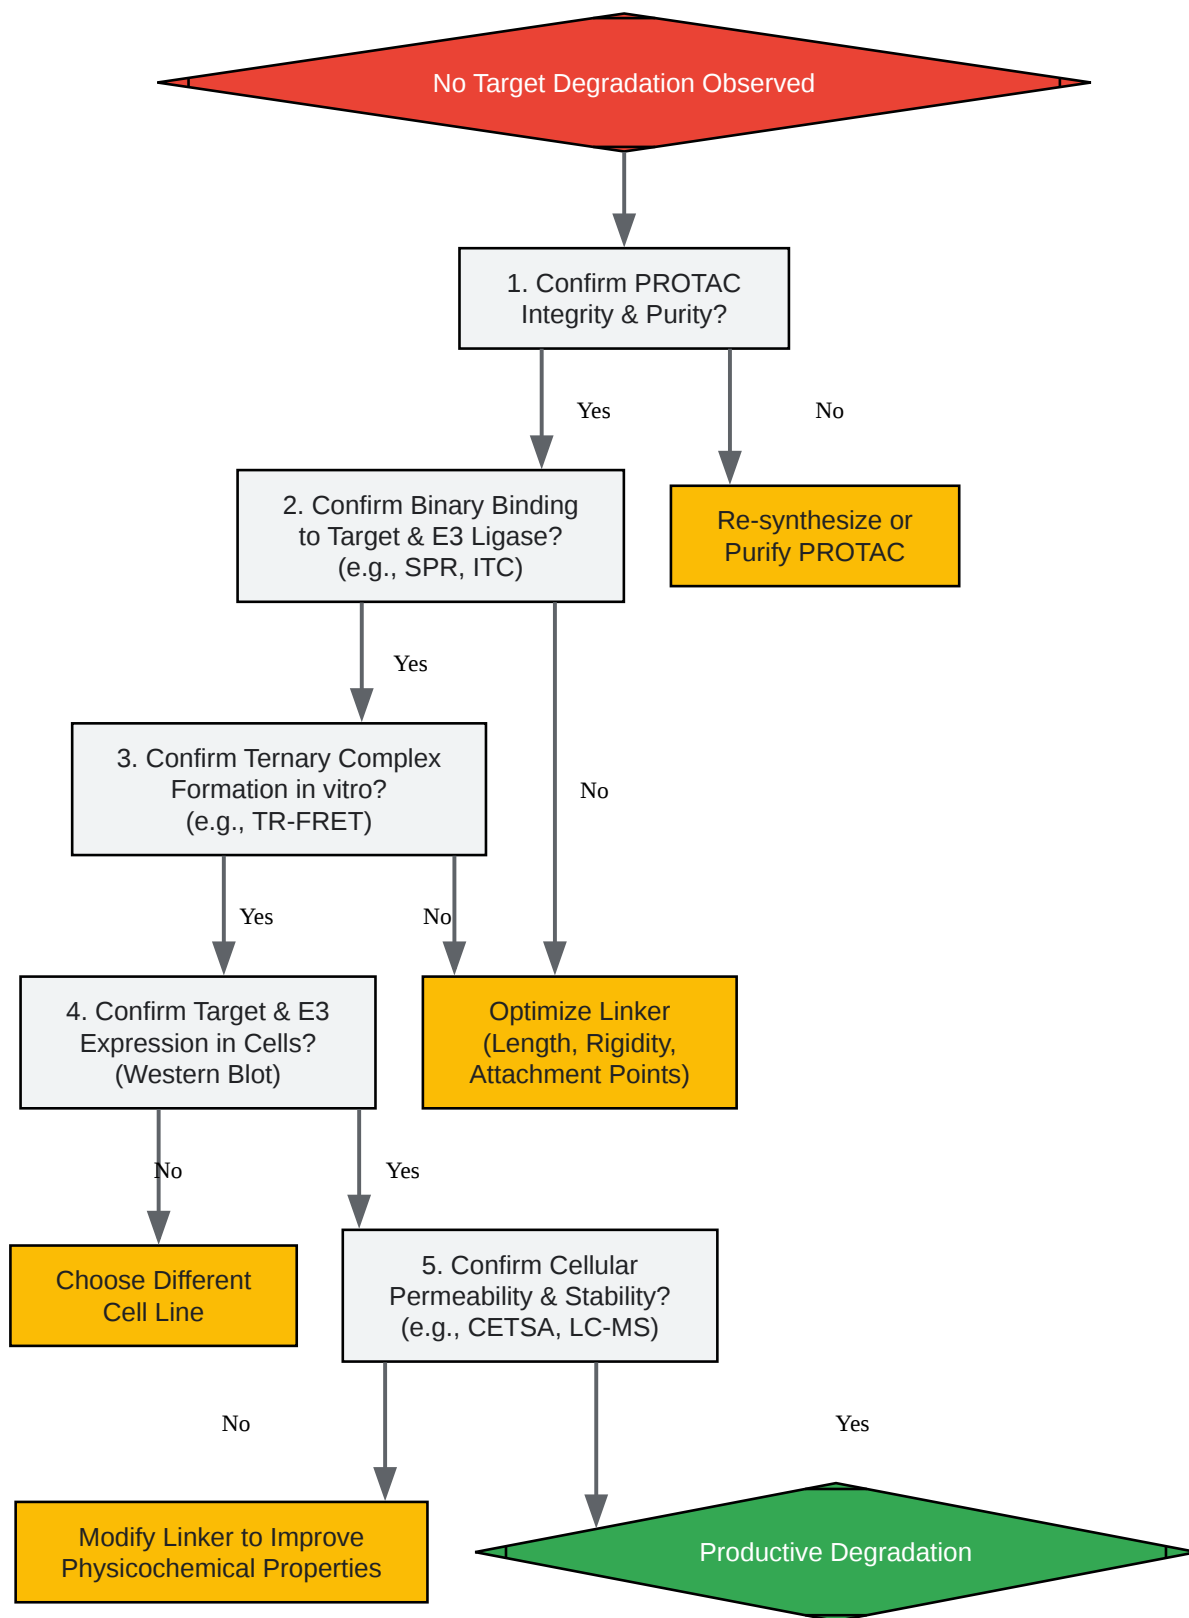 No Target Degradation Observed
1. Confirm PROTAC
Integrity & Purity?
Yes
No
2. Confirm Binary Binding
to Target & E3 Ligase?
(e.g., SPR, ITC)
Re-synthesize or
Purify PROTAC
Yes
3. Confirm Ternary Complex
Formation in vitro?
(e.g., TR-FRET)
No
Yes
No
4. Confirm Target & E3
Expression in Cells?
(Western Blot)
Optimize Linker
(Length, Rigidity,
Attachment Points)
No
Yes
Choose Different
Cell Line
5. Confirm Cellular
Permeability & Stability?
(e.g., CETSA, LC-MS)
No
Yes
Modify Linker to Improve
Physicochemical Properties
Productive Degradation